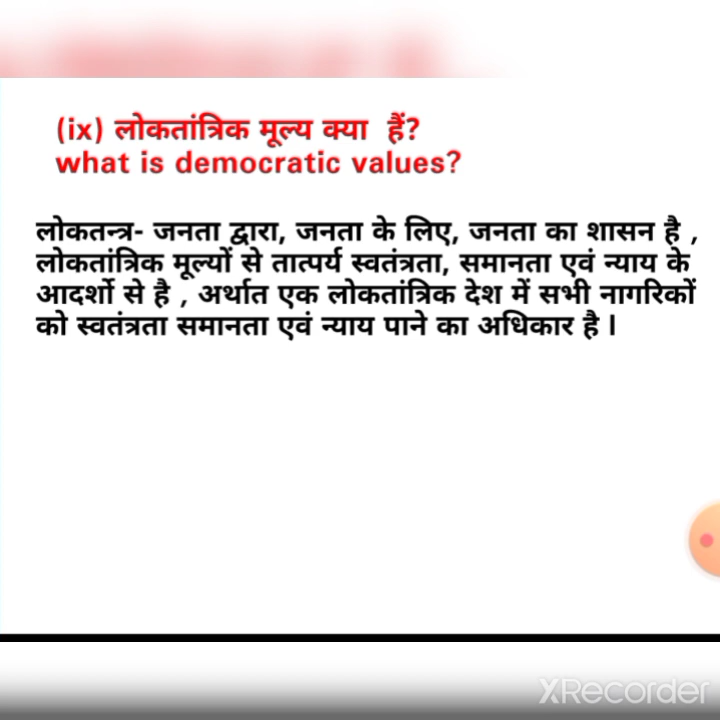 (ix) लोकतांत्रिक मूल्य क्या हैं?
what is democratic values?
लोकतन्त्र- जनता द्वारा, जनता के लिए, जनता का शासन है ,
लोकतांत्रिक मूल्यों से तात्पर्य स्वतंत्रता, समानता एवं न्याय के
आदर्शो से है , अर्थात एक लोकतांत्रिक देश में सभी नागरिकों
को स्वतंत्रता समानता एवं न्याय पाने का अधिकार है ।
XRecorder